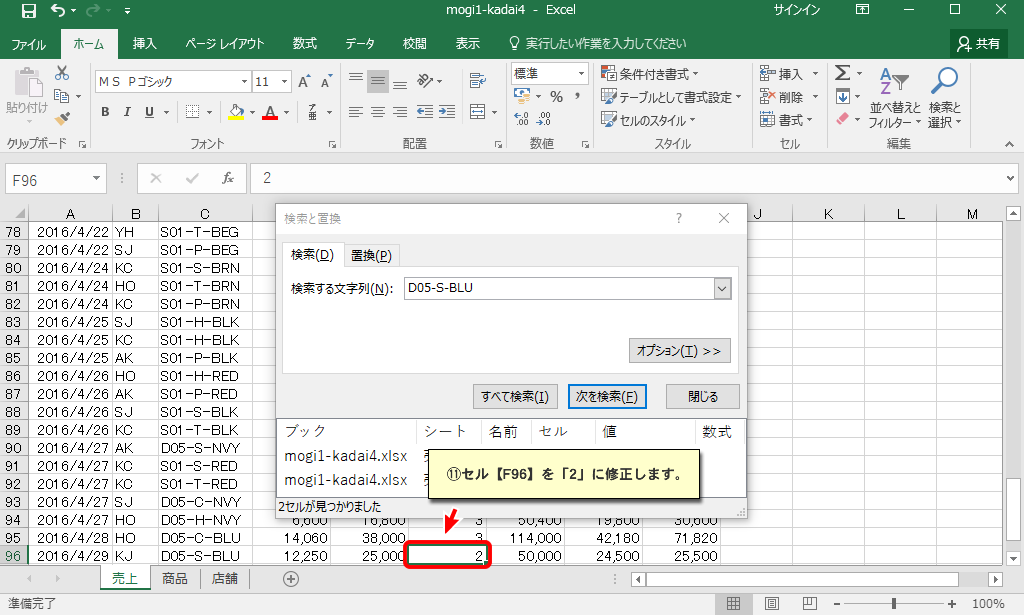 mogi1-kadai4 - Excel
サインイン
ファイル ホーム 挿入 ページ レイアウト 数式 データ 校閲 表示 実行したい作業を入力してください 共有
貼り付け
クリップボード
ＭＳ Ｐゴシック 11
B I U
フォント
配置
標準
% ,
数値
条件付き書式
テーブルとして書式設定
セルのスタイル
スタイル
挿入
削除
書式
セル
並べ替えと
フィルター
検索と
選択
編集
F96 fx 2
A B C J K L M
78 2016/4/22 YH S01-T-BEG
79 2016/4/22 SJ S01-P-BEG
80 2016/4/24 KC S01-S-BRN
81 2016/4/24 HO S01-T-BRN
82 2016/4/24 KC S01-P-BRN
83 2016/4/25 SJ S01-H-BLK
84 2016/4/25 KC S01-H-BLK
85 2016/4/25 AK S01-P-BLK
86 2016/4/26 HO S01-H-RED
87 2016/4/26 AK S01-P-RED
88 2016/4/26 SJ S01-S-BLK
89 2016/4/26 KC S01-T-BLK
90 2016/4/27 AK D05-S-NVY
91 2016/4/27 KC S01-S-RED
92 2016/4/27 KC S01-T-RED
93 2016/4/27 SJ D05-C-NVY
94 2016/4/27 HO D05-H-NVY 6,600 16,800 3 50,400 19,800 30,600
95 2016/4/28 HO D05-C-BLU 14,060 38,000 3 114,000 42,180 71,820
96 2016/4/29 KJ D05-S-BLU 12,250 25,000 2 50,000 24,500 25,500
検索と置換 ?
検索(D) 置換(P)
検索する文字列(N): D05-S-BLU
オプション(T) >>
すべて検索(I) 次を検索(F) 閉じる
ブック シート 名前 セル 値 数式
mogi1-kadai4.xlsx
mogi1-kadai4.xlsx
2セルが見つかりました
⑪セル【F96】を「2」に修正します。
売上 商品 店舗
準備完了
100%